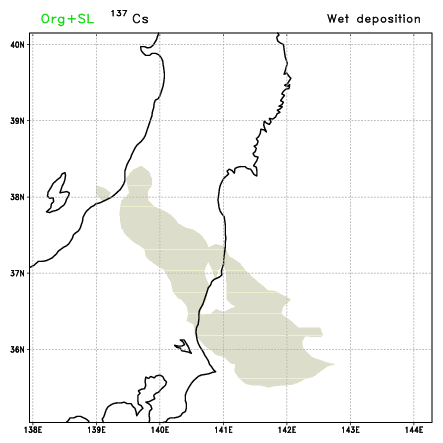 Org+SL ¹³⁷Cs Wet deposition
40N
39N
38N
37N
36N
138E 139E 140E 141E 142E 143E 144E